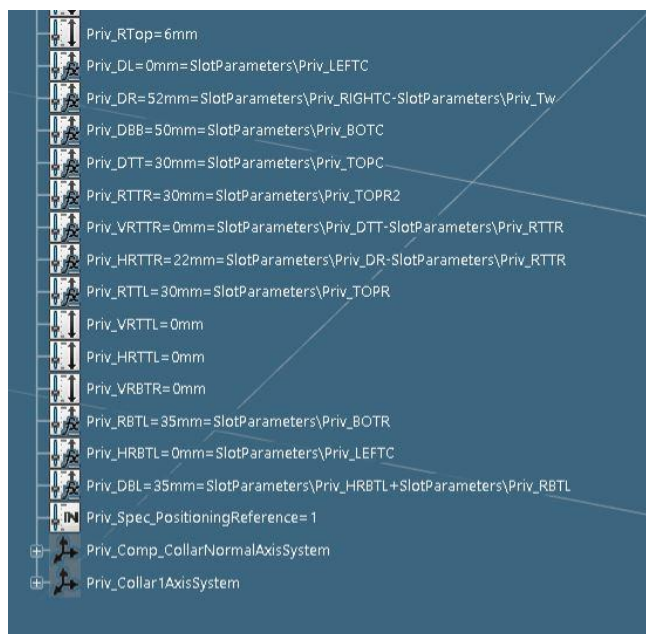 Priv_RTop=6mm
Priv_DL=0mm=SlotParameters\Priv_LEFTC
Priv_DR=52mm=SlotParameters\Priv_RIGHTC-SlotParameters\Priv_Tw
Priv_DBB=50mm=SlotParameters\Priv_BOTC
Priv_DTT=30mm=SlotParameters\Priv_TOPC
Priv_RTTR=30mm=SlotParameters\Priv_TOPR2
Priv_VRTTR=0mm=SlotParameters\Priv_DTT-SlotParameters\Priv_RTTR
Priv_HRTTR=22mm=SlotParameters\Priv_DR-SlotParameters\Priv_RTTR
Priv_RTTL=30mm=SlotParameters\Priv_TOPR
Priv_VRTTL=0mm
Priv_HRTTL=0mm
Priv_VRBTR=0mm
Priv_RBTL=35mm=SlotParameters\Priv_BOTR
Priv_HRBTL=0mm=SlotParameters\Priv_LEFTC
Priv_DBL=35mm=SlotParameters\Priv_HRBTL+SlotParameters\Priv_RBTL
IN Priv_Spec_PositioningReference=1
Priv_Comp_CollarNormalAxisSystem
Priv_Collar1AxisSystem